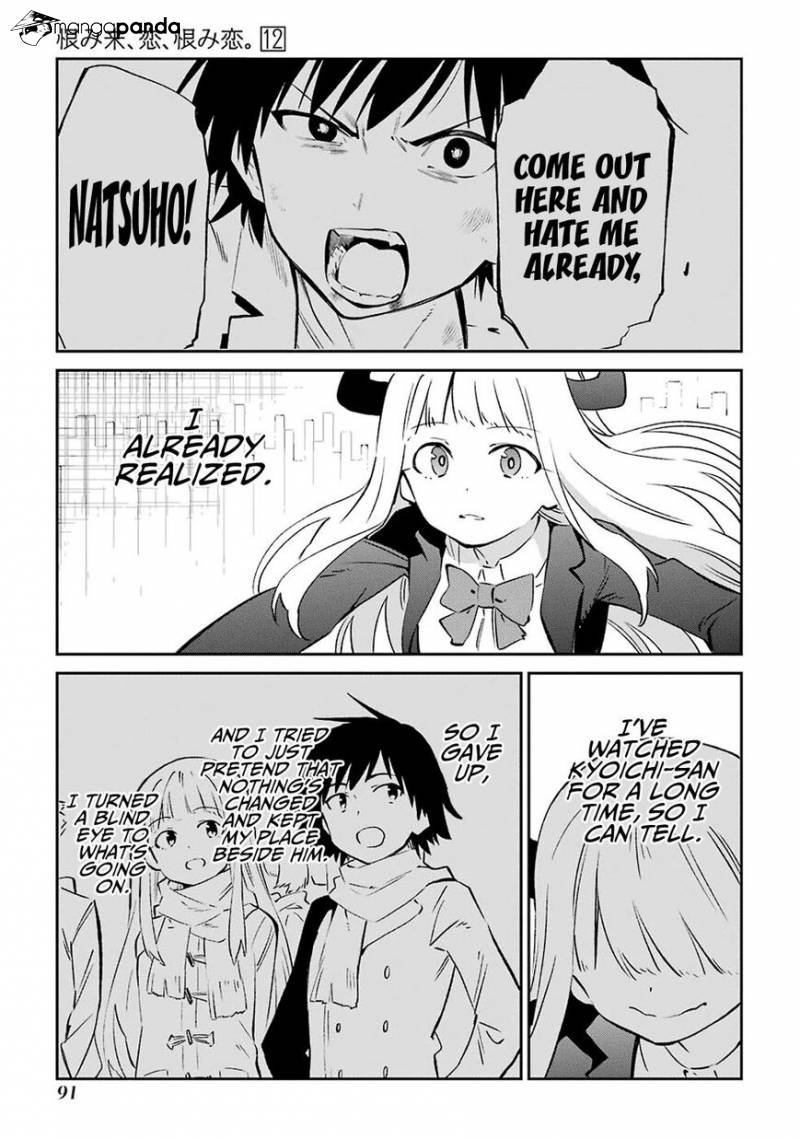 mangapanda
恨み来、恋、恨み恋。12
COME OUT
HERE AND
HATE ME
ALREADY,
NATSUHO!
I
ALREADY
REALIZED.
I'VE
WATCHED
KYOICHI-SAN
FOR A LONG
TIME, SO I
CAN TELL.
SO I
GAVE
UP,
AND I TRIED
TO JUST
PRETEND THAT
NOTHING'S
CHANGED
AND KEPT
MY PLACE
BESIDE HIM.
I TURNED
A BLIND
EYE TO
WHAT'S
GOING
ON.
91